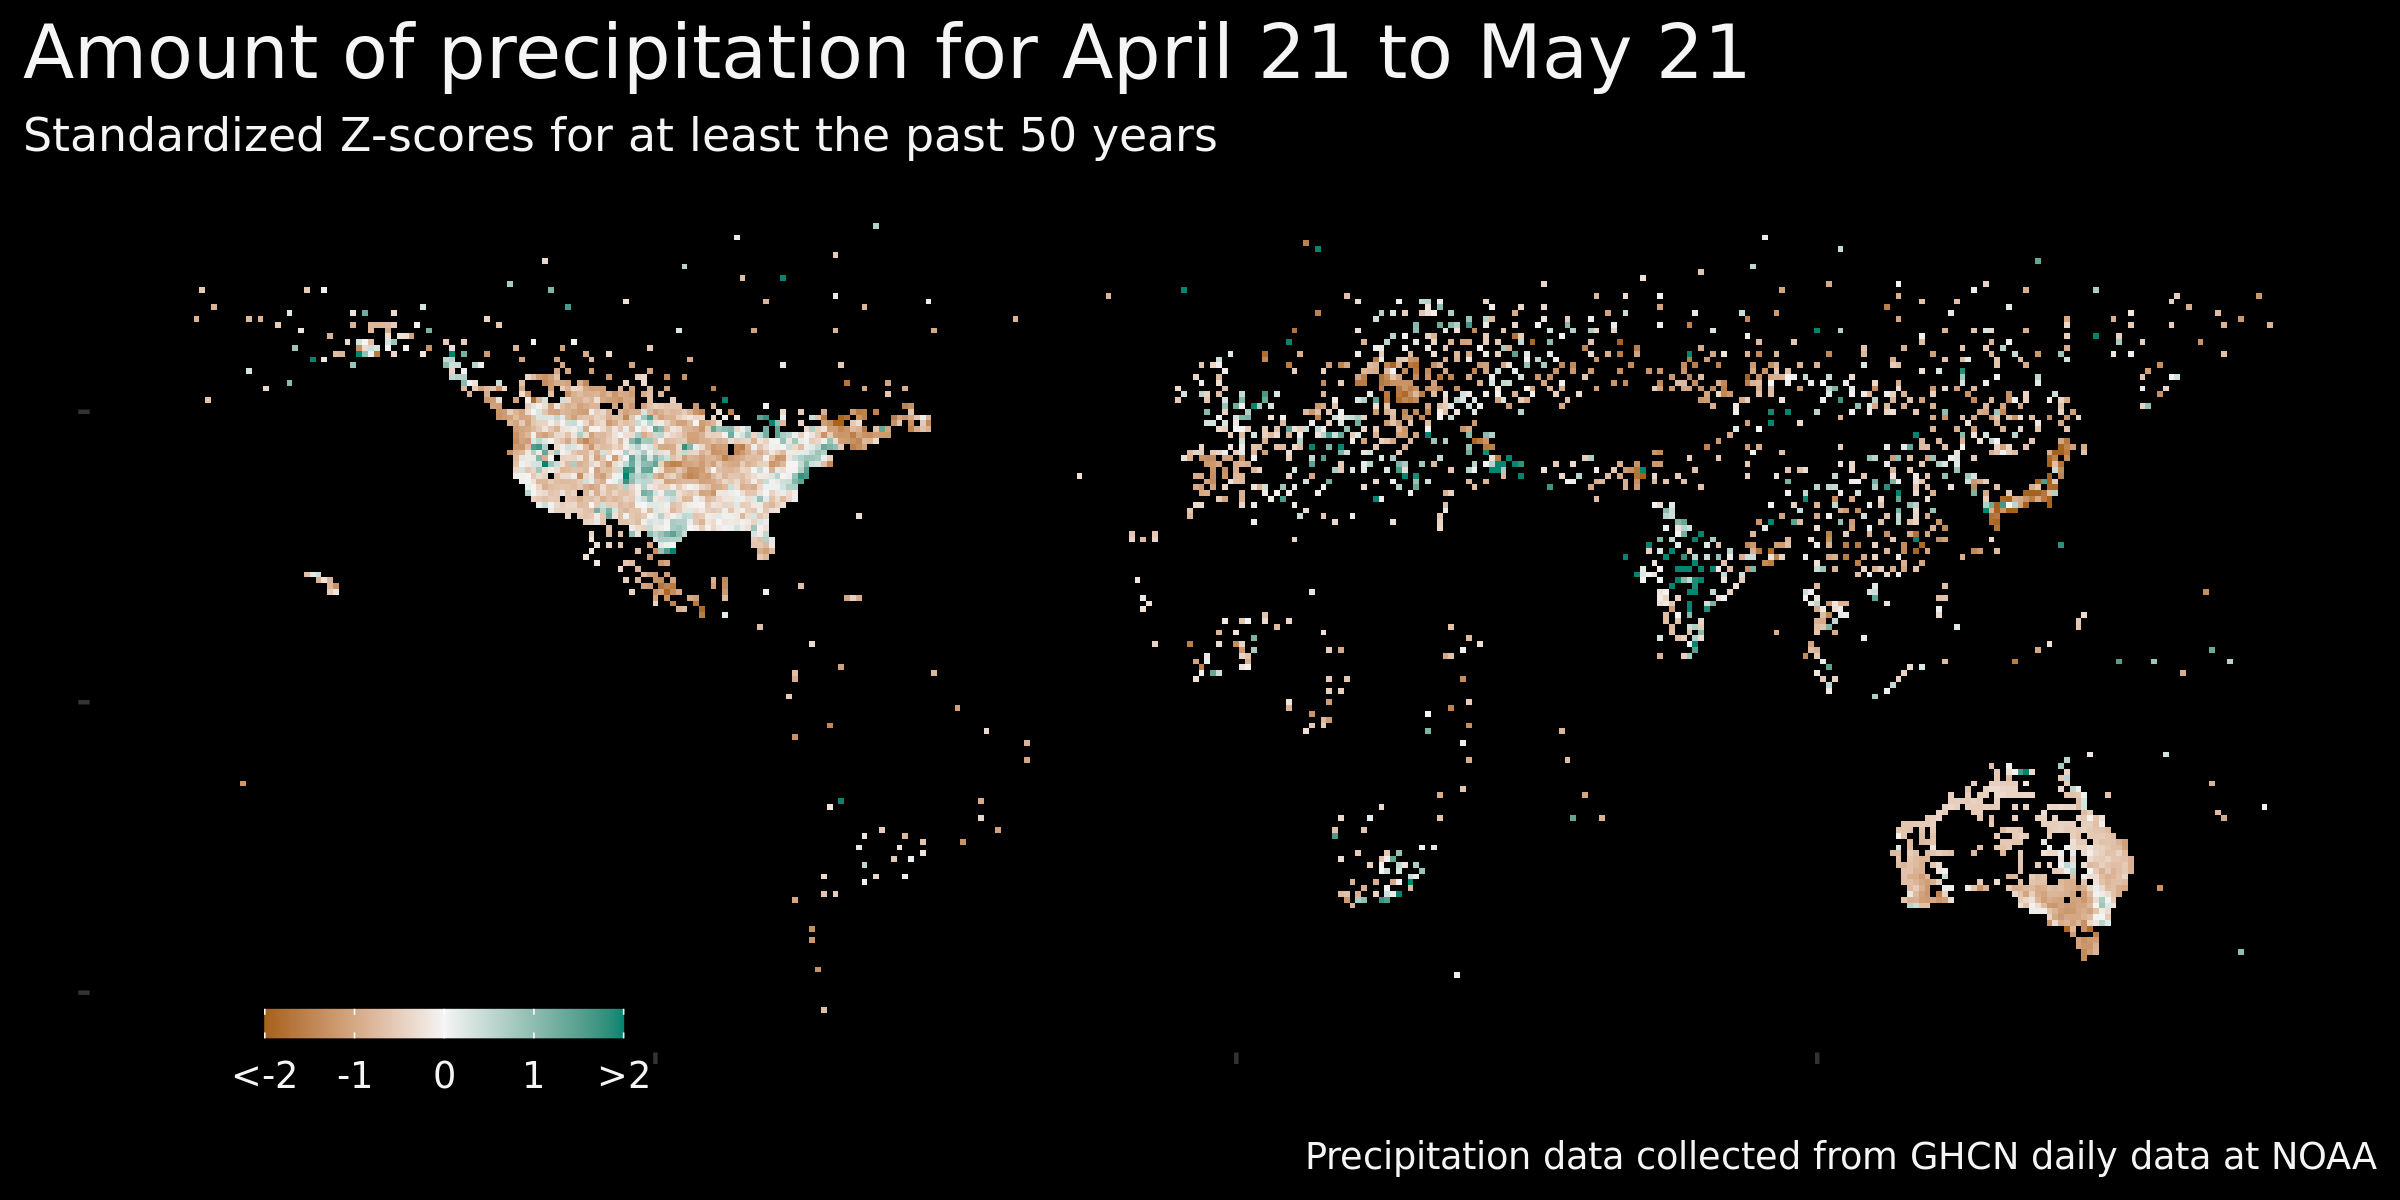 Amount of precipitation for April 21 to May 21
Standardized Z-scores for at least the past 50 years
<-2 -1 0 1 >2
Precipitation data collected from GHCN daily data at NOAA